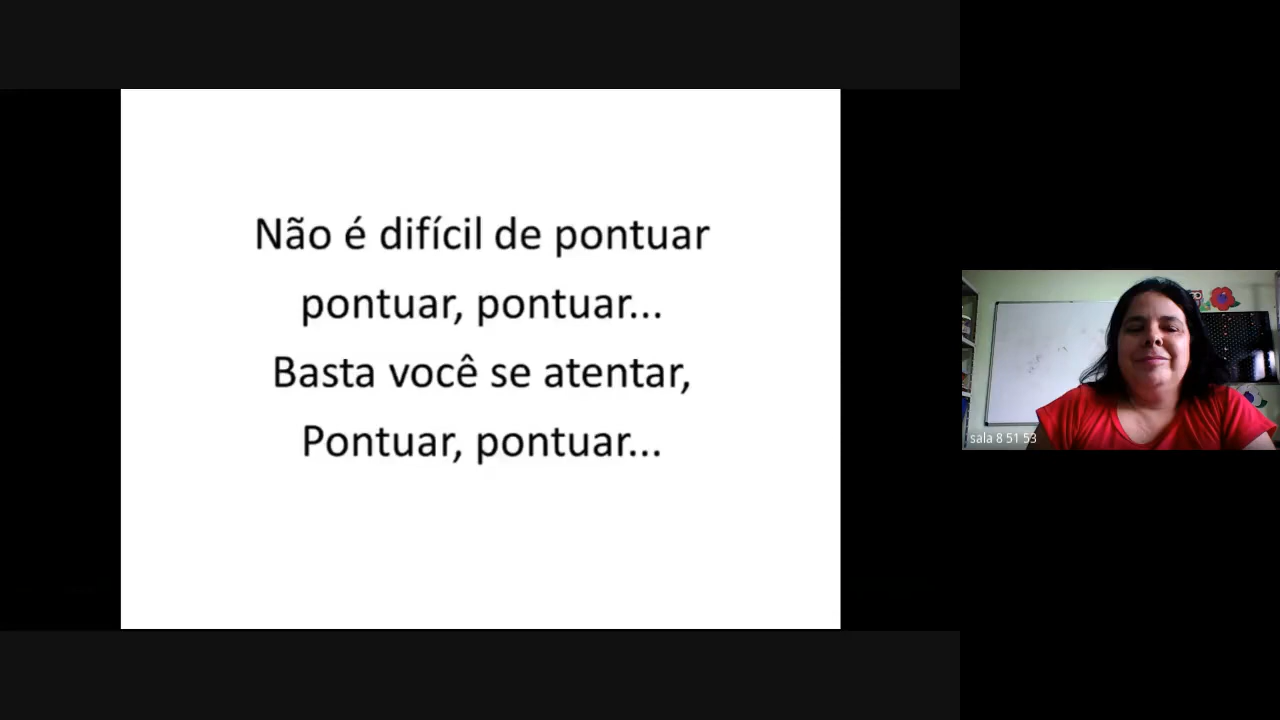 Não é difícil de pontuar
pontuar, pontuar...
Basta você se atentar,
Pontuar, pontuar...
sala 8 51 53